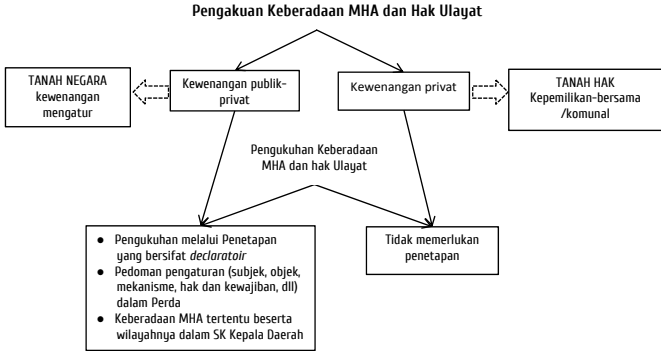 Pengakuan Keberadaan MHA dan Hak Ulayat
TANAH NEGARA
kewenangan
mengatur
Kewenangan publik-
privat
Kewenangan privat
TANAH HAK
Kepemilikan-bersama
/komunal
Pengukuhan Keberadaan
MHA dan hak Ulayat
● Pengukuhan melalui Penetapan
yang bersifat declaratoir
● Pedoman pengaturan (subjek, objek,
mekanisme, hak dan kewajiban, dll)
dalam Perda
● Keberadaan MHA tertentu beserta
wilayahnya dalam SK Kepala Daerah
Tidak memerlukan
penetapan